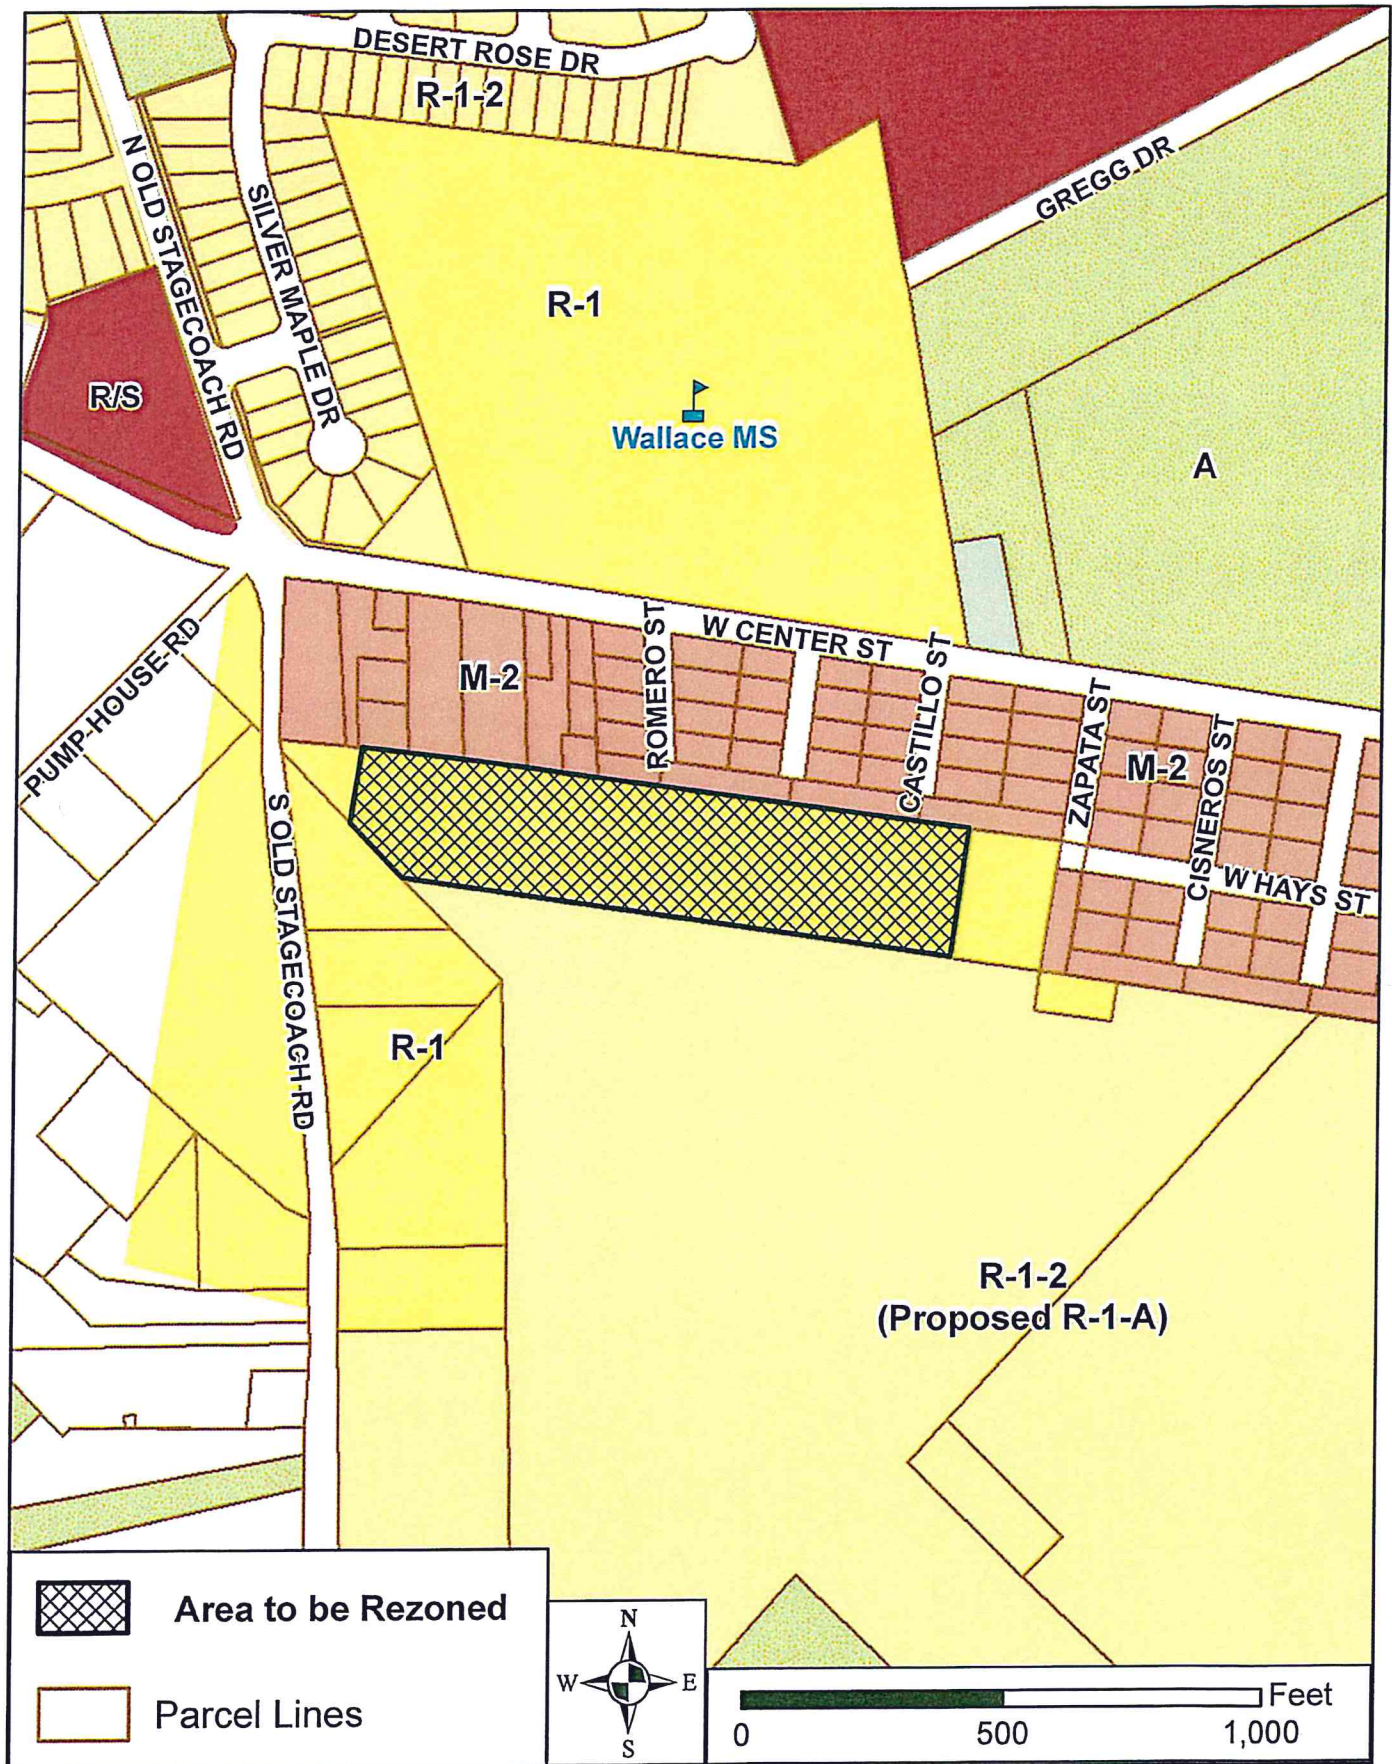 DESERT ROSE DR
R-1-2
N OLD STAGECOACH RD
SILVER MAPLE DR
GREGG DR
R-1
R/S
Wallace MS
A
PUMP-HOUSE-RD
M-2
ROMERO ST
W CENTER ST
CASTILLO ST
ZAPATA ST
M-2
CISNEROS ST
W HAYS ST
S OLD STAGECOACH-RD
R-1
R-1-2
(Proposed R-1-A)
Area to be Rezoned
Parcel Lines
N
W
E
S
Feet
0
500
1,000